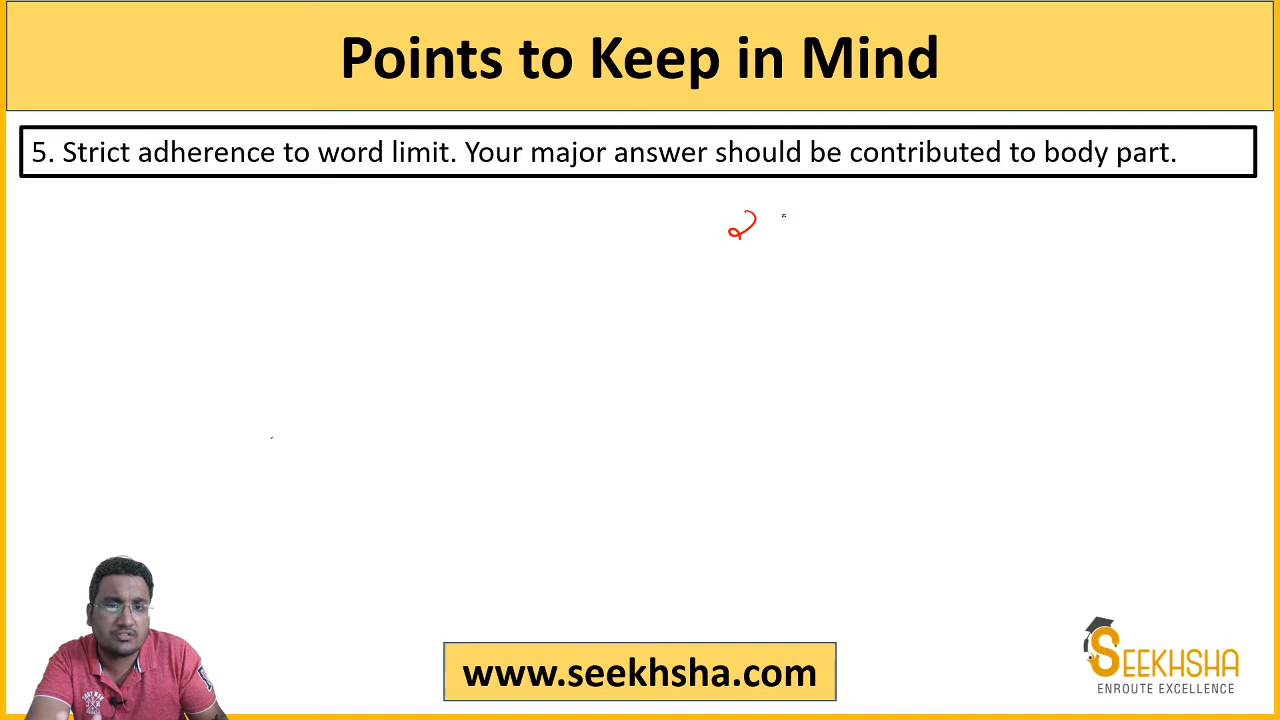 Points to Keep in Mind
5. Strict adherence to word limit. Your major answer should be contributed to body part.
2
www.seekhsha.com
SEEKHSHA
ENROUTE EXCELLENCE